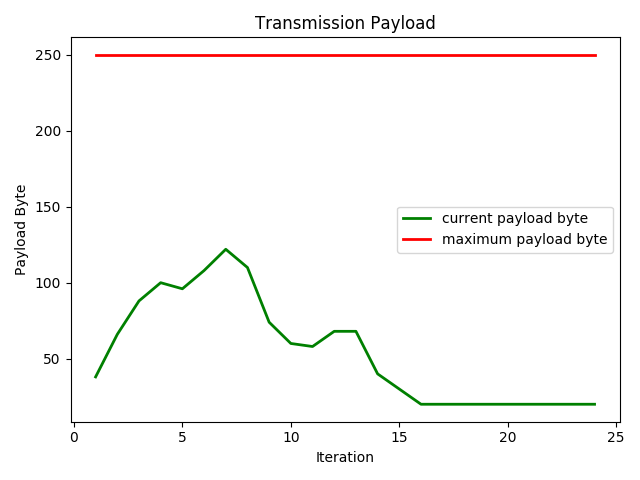 Transmission Payload
250
200
150
100
50
Payload Byte
current payload byte
maximum payload byte
0 5 10 15 20 25
Iteration